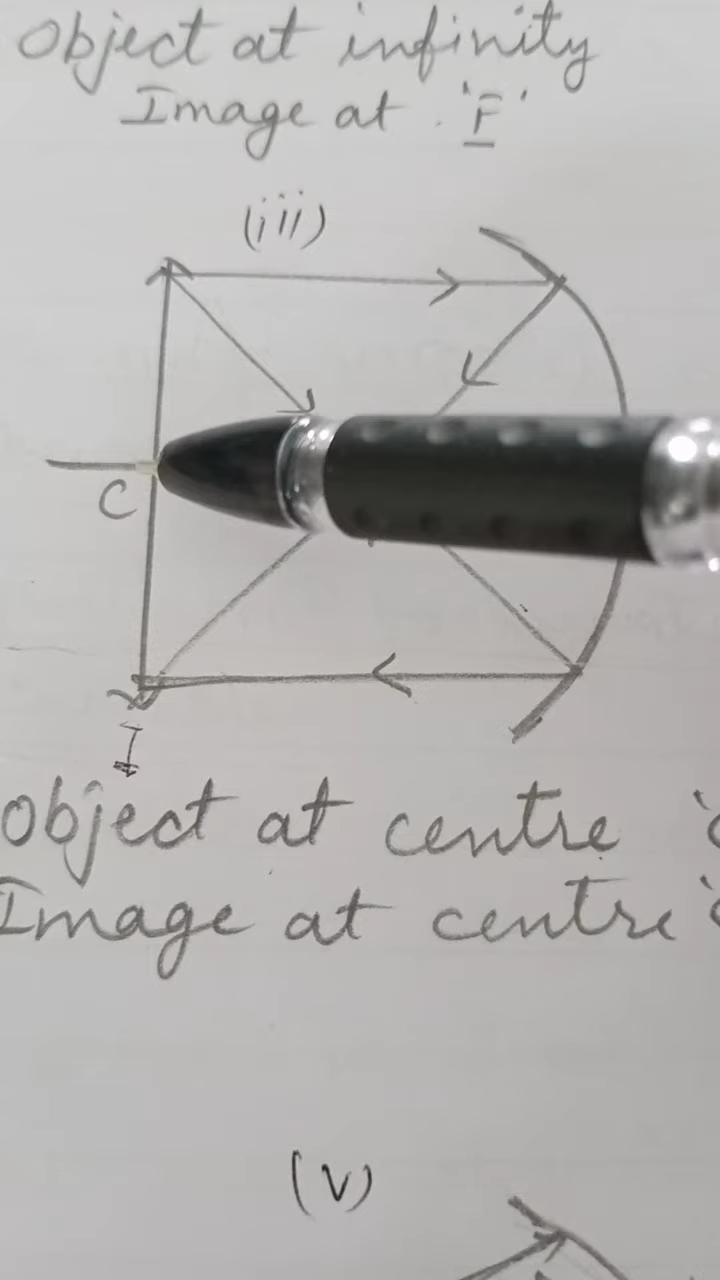 Object at infinity
Image at 'F'
(iii)
C
I
Object at centre
Image at centre
(v)